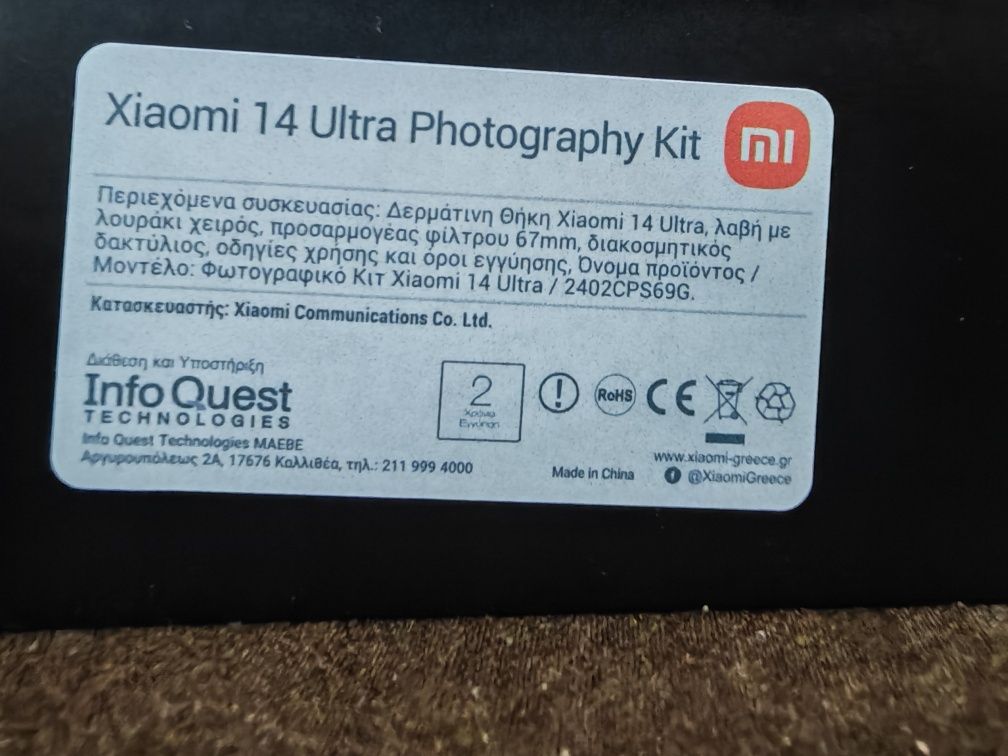 Xiaomi 14 Ultra Photography Kit
mi
Περιεχόμενα συσκευασίας: Δερμάτινη Θήκη Xiaomi 14 Ultra, λαβή με
λουράκι χειρός, προσαρμογέας φίλτρου 67mm, διακοσμητικός
δακτύλιος, οδηγίες χρήσης και όροι εγγύησης, Όνομα προϊόντος /
Μοντέλο: Φωτογραφικό Κιτ Xiaomi 14 Ultra / 2402CPS69G.
Κατασκευαστής: Xiaomi Communications Co. Ltd.
Διάθεση και Υποστήριξη
Info Quest
TECHNOLOGIES
Info Quest Technologies ΜΑΕΒΕ
Αργυρουπόλεως 2Α, 17676 Καλλιθέα, τηλ.: 211 999 4000
2
Χρόνια
Εγγύηση
RoHS
CE
Made in China
www.xiaomi-greece.gr
@XiaomiGreece